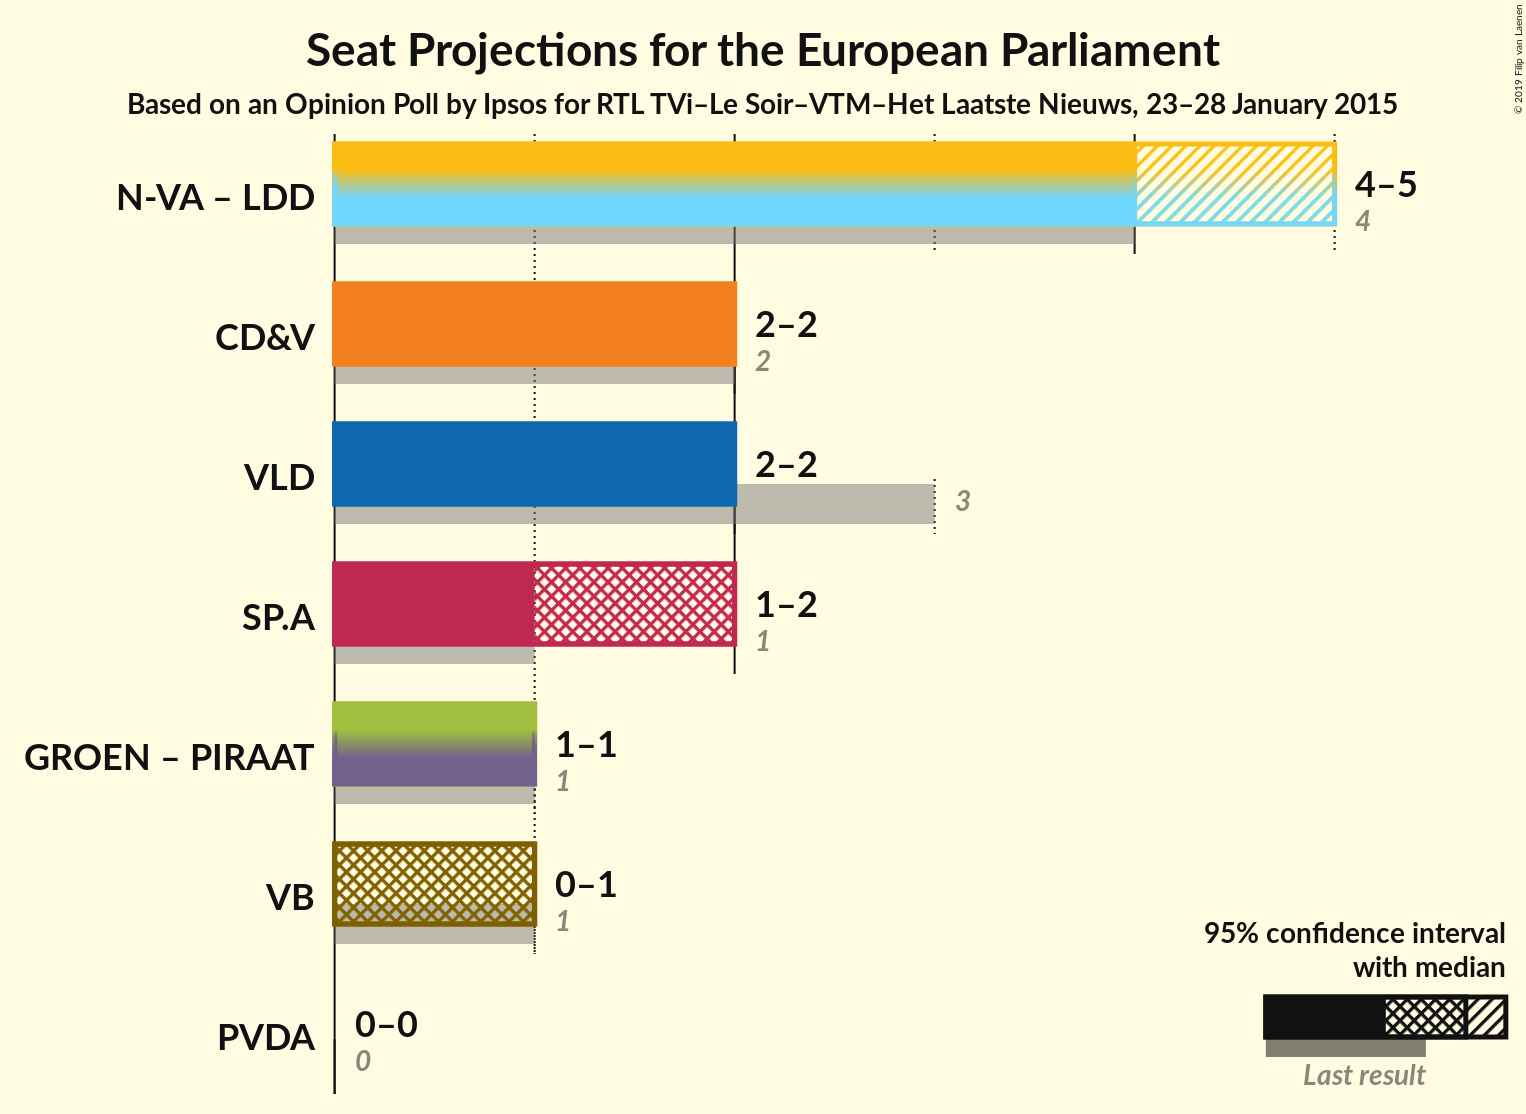 Seat Projections for the European Parliament
Based on an Opinion Poll by Ipsos for RTL TVi–Le Soir–VTM–Het Laatste Nieuws, 23–28 January 2015
© 2019 Filip van Laenen
N-VA – LDD
4–5
4
CD&V
2–2
2
VLD
2–2
3
SP.A
1–2
1
GROEN – PIRAAT
1–1
1
VB
0–1
1
PVDA
0–0
0
95% confidence interval
with median
Last result